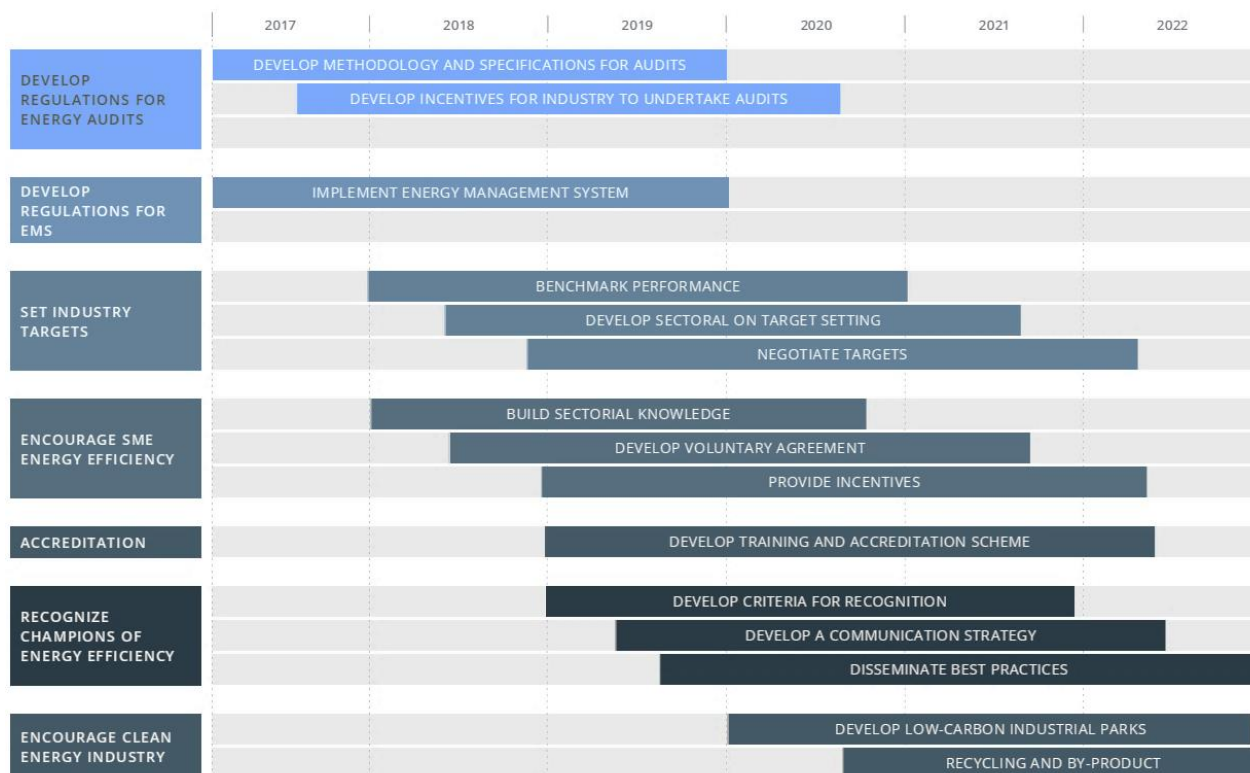 2017 2018 2019 2020 2021 2022
DEVELOP
REGULATIONS FOR
ENERGY AUDITS
DEVELOP METHODOLOGY AND SPECIFICATIONS FOR AUDITS
DEVELOP INCENTIVES FOR INDUSTRY TO UNDERTAKE AUDITS
DEVELOP
REGULATIONS FOR
EMS
IMPLEMENT ENERGY MANAGEMENT SYSTEM
SET INDUSTRY
TARGETS
BENCHMARK PERFORMANCE
DEVELOP SECTORAL ON TARGET SETTING
NEGOTIATE TARGETS
ENCOURAGE SME
ENERGY EFFICIENCY
BUILD SECTORIAL KNOWLEDGE
DEVELOP VOLUNTARY AGREEMENT
PROVIDE INCENTIVES
ACCREDITATION
DEVELOP TRAINING AND ACCREDITATION SCHEME
RECOGNIZE
CHAMPIONS OF
ENERGY EFFICIENCY
DEVELOP CRITERIA FOR RECOGNITION
DEVELOP A COMMUNICATION STRATEGY
DISSEMINATE BEST PRACTICES
ENCOURAGE CLEAN
ENERGY INDUSTRY
DEVELOP LOW-CARBON INDUSTRIAL PARKS
RECYCLING AND BY-PRODUCT